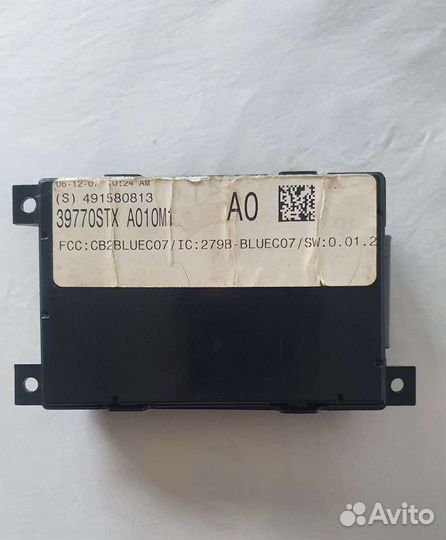 06-12-07 10:24 AM
(S) 491580813
39770STX A010M1
A0
FCC:CB2BLUEC07/IC:279B-BLUEC07/SW:0.01.2
Avito